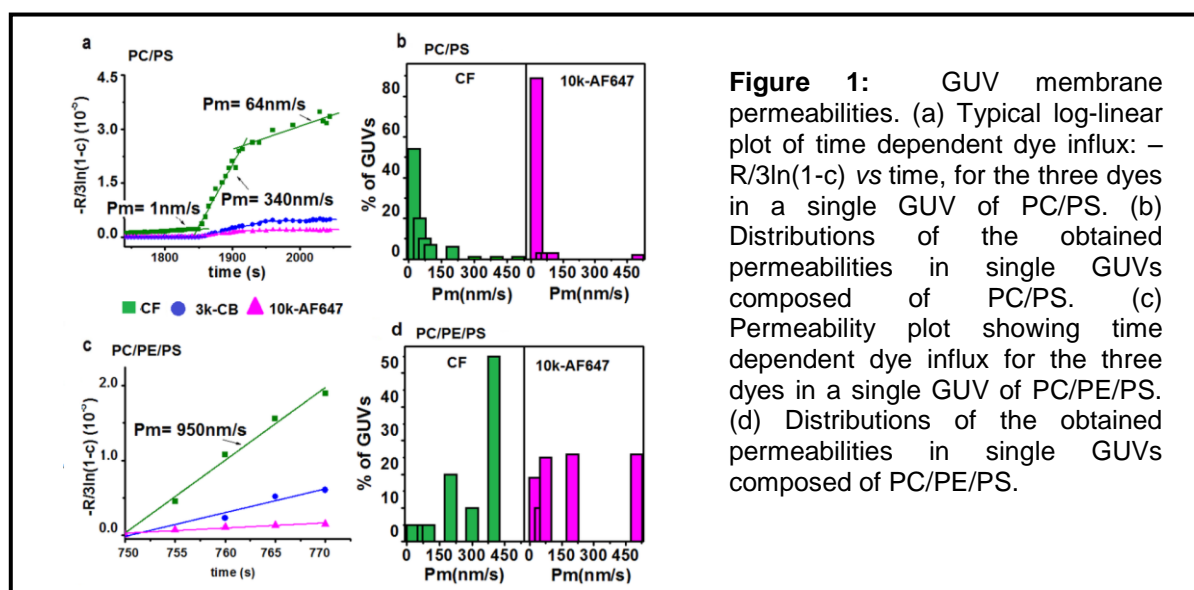 a
PC/PS
4.5
3.0
1.5
0.0
-R/3ln(1-c) (10⁻⁵)
Pm= 64nm/s
Pm= 340nm/s
Pm= 1nm/s
1800
1900
2000
time (s)
b
PC/PS
CF
10k-AF647
80
60
40
20
0
% of GUVs
0 150 300 450
0 150 300 450
Pm(nm/s)
Pm(nm/s)
CF
3k-CB
10k-AF647
c
PC/PE/PS
2.0
1.0
0.0
-R/3ln(1-c) (10⁻⁵)
Pm= 950nm/s
750
755
760
765
770
time (s)
d
PC/PE/PS
CF
10k-AF647
50
40
30
20
10
0
% of GUVs
0 150 300 450
0 150 300 450
Pm(nm/s)
Pm(nm/s)
Figure 1: GUV membrane
permeabilities. (a) Typical log-linear
plot of time dependent dye influx: –
R/3ln(1-c) vs time, for the three dyes
in a single GUV of PC/PS. (b)
Distributions of the obtained
permeabilities in single GUVs
composed of PC/PS. (c)
Permeability plot showing time
dependent dye influx for the three
dyes in a single GUV of PC/PE/PS.
(d) Distributions of the obtained
permeabilities in single GUVs
composed of PC/PE/PS.